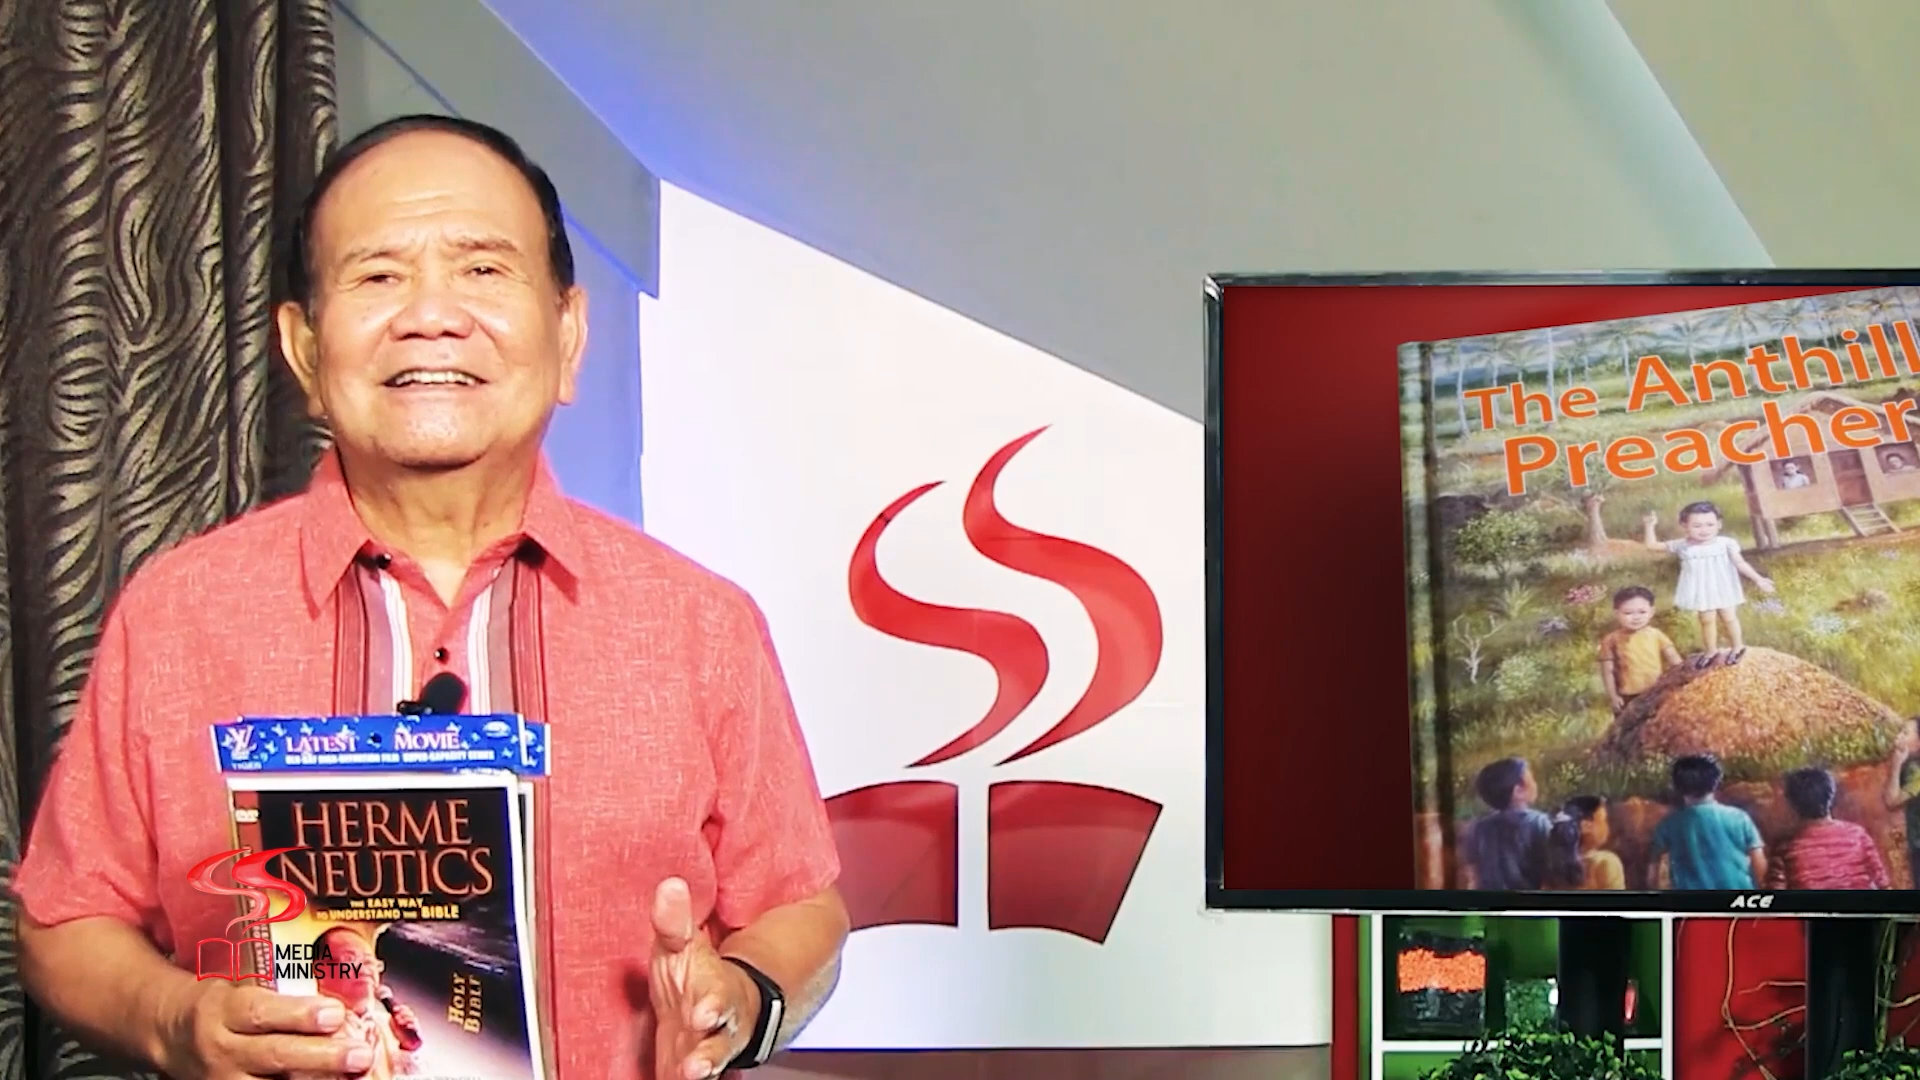 The Anthill
Preacher
LATEST MOVIE
HERME
NEUTICS
THE EASY WAY
TO UNDERSTAND THE BIBLE
HOLY
BIBLE
MEDIA
MINISTRY
ACE